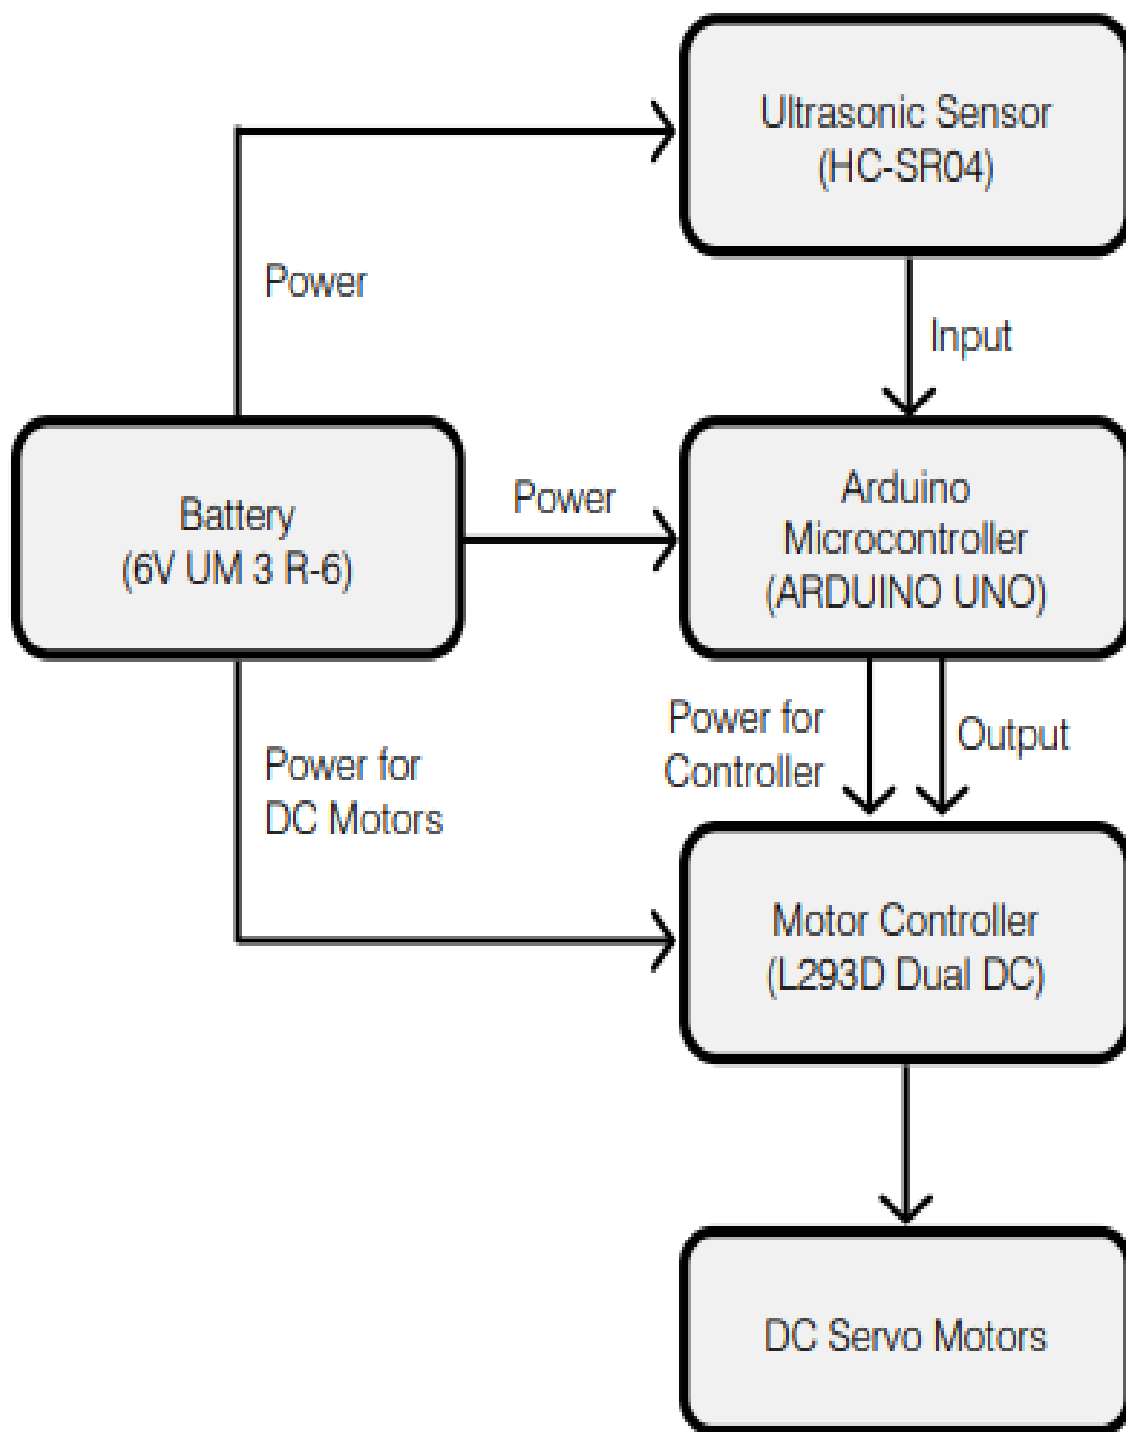 Ultrasonic Sensor
(HC-SR04)
Power
Input
Battery
(6V UM 3 R-6)
Power
Arduino
Microcontroller
(ARDUINO UNO)
Power for
DC Motors
Power for
Controller
Output
Motor Controller
(L293D Dual DC)
DC Servo Motors